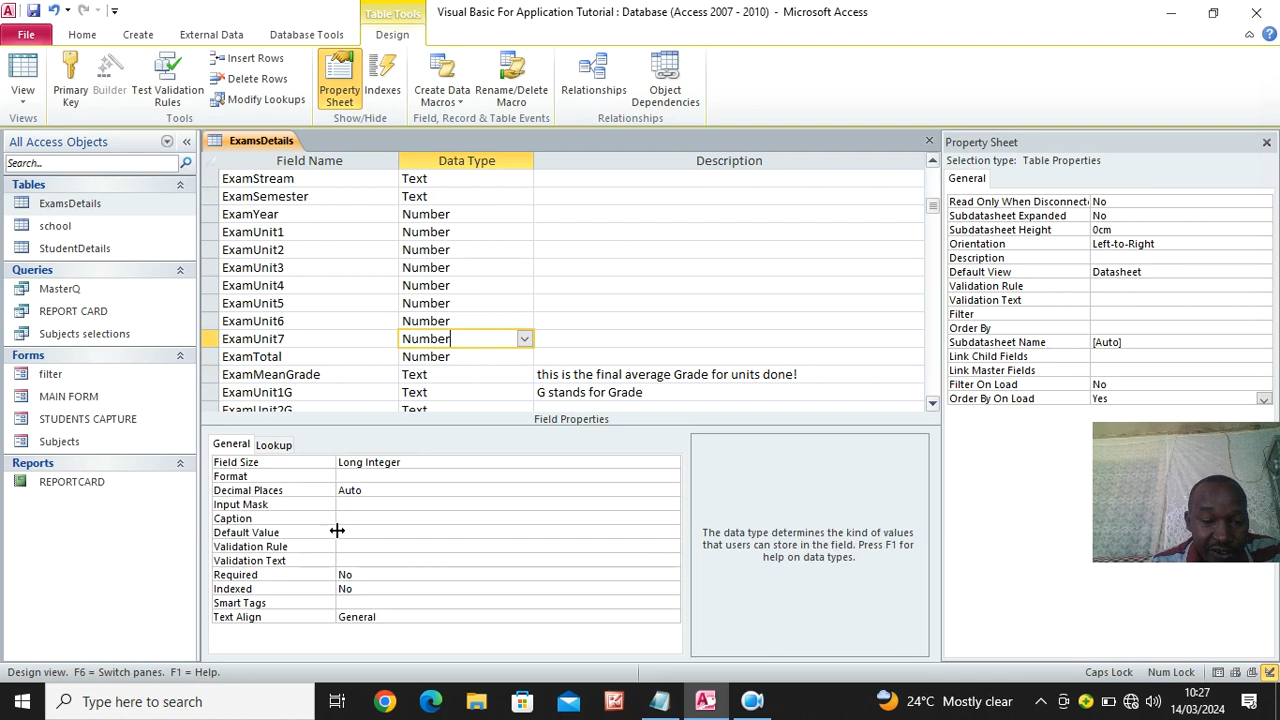 Table Tools
Visual Basic For Application Tutorial : Database (Access 2007 - 2010) - Microsoft Access
File
Home
Create
External Data
Database Tools
Design
View
Primary Key
Builder
Test Validation Rules
Insert Rows
Delete Rows
Modify Lookups
Property Sheet
Indexes
Create Data Macros
Rename/Delete Macro
Relationships
Object Dependencies
Views
Tools
Show/Hide
Field, Record & Table Events
Relationships
All Access Objects
Search...
Tables
ExamsDetails
school
StudentDetails
Queries
MasterQ
REPORT CARD
Subjects selections
Forms
filter
MAIN FORM
STUDENTS CAPTURE
Subjects
Reports
REPORTCARD
ExamsDetails
Field Name Data Type Description
ExamStream Text
ExamSemester Text
ExamYear Number
ExamUnit1 Number
ExamUnit2 Number
ExamUnit3 Number
ExamUnit4 Number
ExamUnit5 Number
ExamUnit6 Number
ExamUnit7 Number
ExamTotal Number
ExamMeanGrade Text this is the final average Grade for units done!
ExamUnit1G Text G stands for Grade
ExamUnit2G Text
Field Properties
General Lookup
Field Size Long Integer
Format
Decimal Places Auto
Input Mask
Caption
Default Value
Validation Rule
Validation Text
Required No
Indexed No
Smart Tags
Text Align General
The data type determines the kind of values
that users can store in the field. Press F1 for
help on data types.
Property Sheet
Selection type: Table Properties
General
Read Only When Disconnecte No
Subdatasheet Expanded No
Subdatasheet Height 0cm
Orientation Left-to-Right
Description
Default View Datasheet
Validation Rule
Validation Text
Filter
Order By
Subdatasheet Name [Auto]
Link Child Fields
Link Master Fields
Filter On Load No
Order By On Load Yes
Design view. F6 = Switch panes. F1 = Help.
Caps Lock
Num Lock
Type here to search
24°C Mostly clear
10:27
14/03/2024